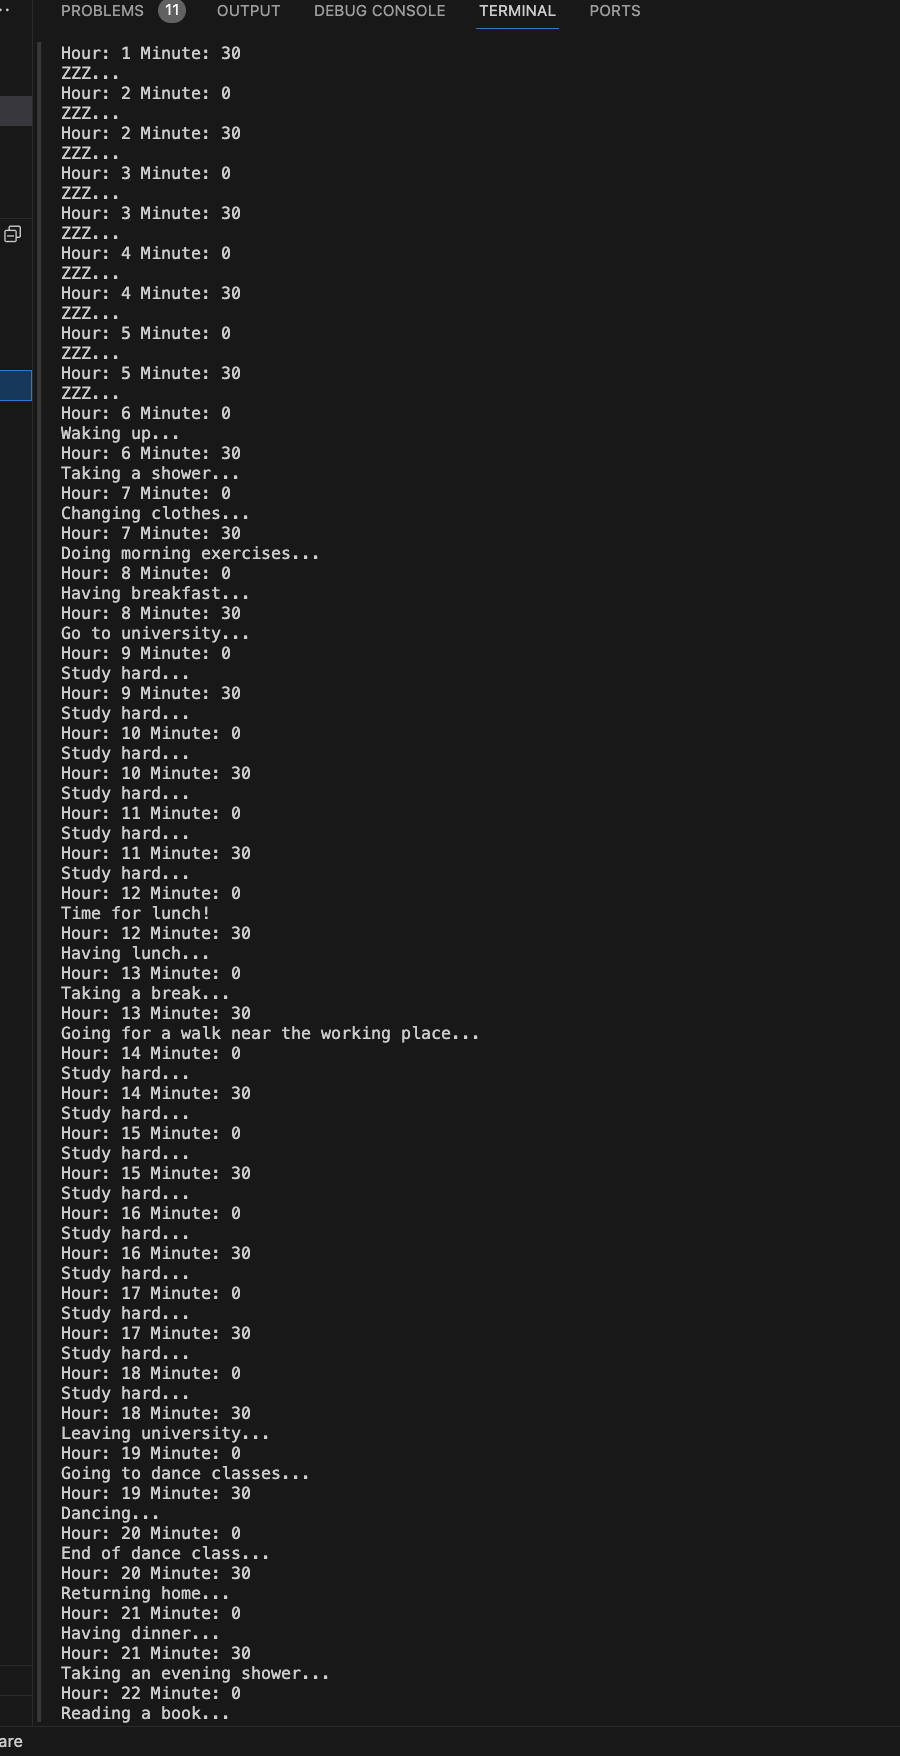 PROBLEMS 11 OUTPUT DEBUG CONSOLE TERMINAL PORTS
Hour: 1 Minute: 30
ZZZ...
Hour: 2 Minute: 0
ZZZ...
Hour: 2 Minute: 30
ZZZ...
Hour: 3 Minute: 0
ZZZ...
Hour: 3 Minute: 30
ZZZ...
Hour: 4 Minute: 0
ZZZ...
Hour: 4 Minute: 30
ZZZ...
Hour: 5 Minute: 0
ZZZ...
Hour: 5 Minute: 30
ZZZ...
Hour: 6 Minute: 0
Waking up...
Hour: 6 Minute: 30
Taking a shower...
Hour: 7 Minute: 0
Changing clothes...
Hour: 7 Minute: 30
Doing morning exercises...
Hour: 8 Minute: 0
Having breakfast...
Hour: 8 Minute: 30
Go to university...
Hour: 9 Minute: 0
Study hard...
Hour: 9 Minute: 30
Study hard...
Hour: 10 Minute: 0
Study hard...
Hour: 10 Minute: 30
Study hard...
Hour: 11 Minute: 0
Study hard...
Hour: 11 Minute: 30
Study hard...
Hour: 12 Minute: 0
Time for lunch!
Hour: 12 Minute: 30
Having lunch...
Hour: 13 Minute: 0
Taking a break...
Hour: 13 Minute: 30
Going for a walk near the working place...
Hour: 14 Minute: 0
Study hard...
Hour: 14 Minute: 30
Study hard...
Hour: 15 Minute: 0
Study hard...
Hour: 15 Minute: 30
Study hard...
Hour: 16 Minute: 0
Study hard...
Hour: 16 Minute: 30
Study hard...
Hour: 17 Minute: 0
Study hard...
Hour: 17 Minute: 30
Study hard...
Hour: 18 Minute: 0
Study hard...
Hour: 18 Minute: 30
Leaving university...
Hour: 19 Minute: 0
Going to dance classes...
Hour: 19 Minute: 30
Dancing...
Hour: 20 Minute: 0
End of dance class...
Hour: 20 Minute: 30
Returning home...
Hour: 21 Minute: 0
Having dinner...
Hour: 21 Minute: 30
Taking an evening shower...
Hour: 22 Minute: 0
Reading a book...
are